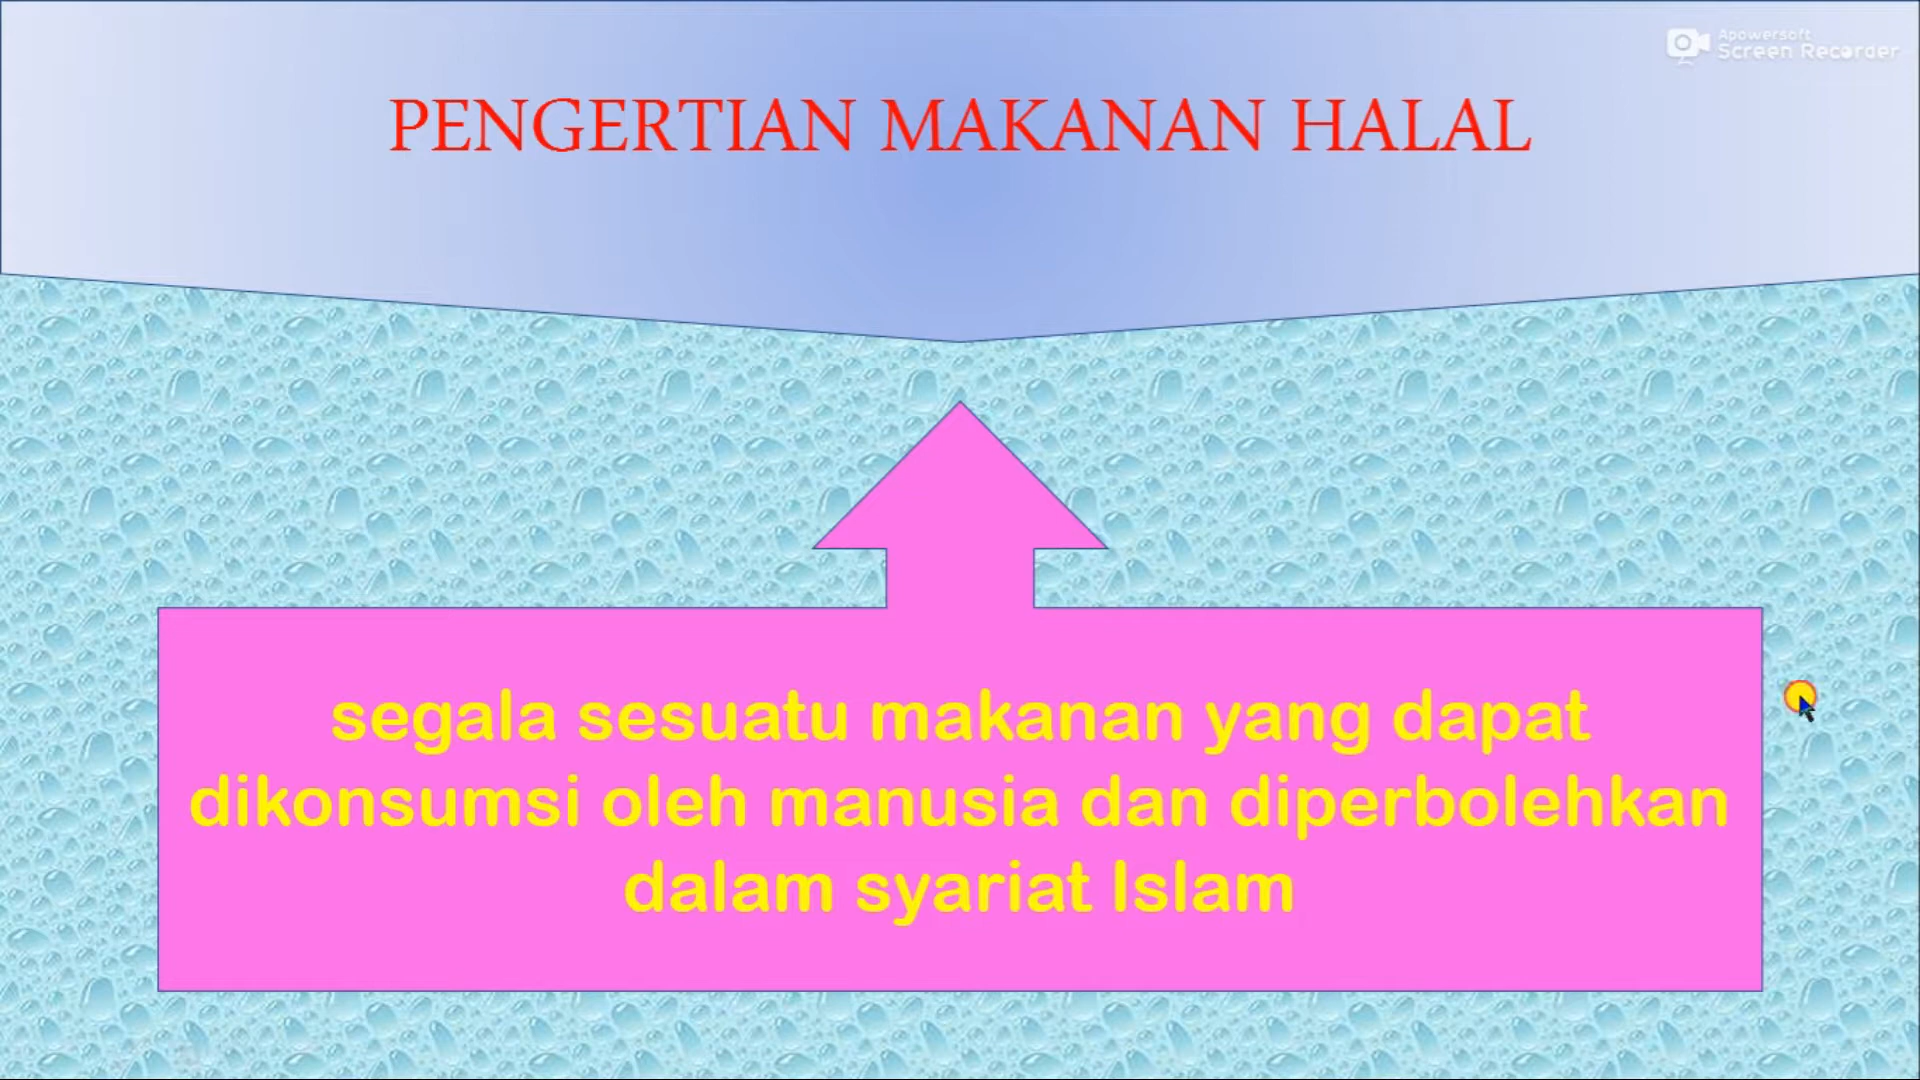 Apowersoft
Screen Recorder
PENGERTIAN MAKANAN HALAL
segala sesuatu makanan yang dapat
dikonsumsi oleh manusia dan diperbolehkan
dalam syariat Islam